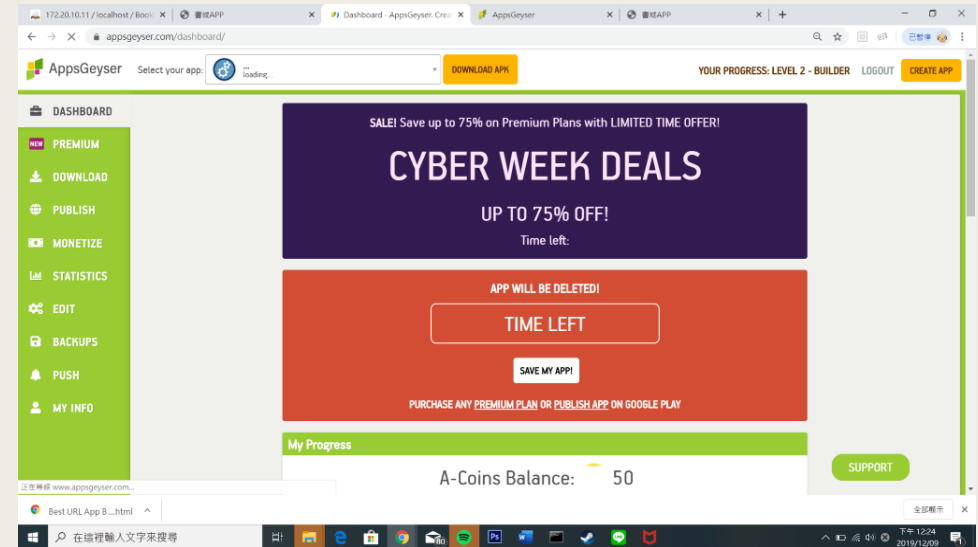 172.20.10.11 / localhost / Book
書城APP
Dashboard - AppsGeyser. Crea
AppsGeyser
書城APP
appsgeyser.com/dashboard/
已暫停
AppsGeyser
Select your app:
...
loading...
DOWNLOAD APK
YOUR PROGRESS: LEVEL 2 - BUILDER
LOGOUT
CREATE APP
DASHBOARD
NEW PREMIUM
DOWNLOAD
PUBLISH
MONETIZE
STATISTICS
EDIT
BACKUPS
PUSH
MY INFO
SALE! Save up to 75% on Premium Plans with LIMITED TIME OFFER!
CYBER WEEK DEALS
UP TO 75% OFF!
Time left:
APP WILL BE DELETED!
TIME LEFT
SAVE MY APP!
PURCHASE ANY PREMIUM PLAN OR PUBLISH APP ON GOOGLE PLAY
My Progress
A-Coins Balance: 50
SUPPORT
正在等候 www.appsgeyser.com...
Best URL App B....html
全部顯示
在這裡輸入文字來搜尋
80
Ps
下午 12:24
2019/12/09